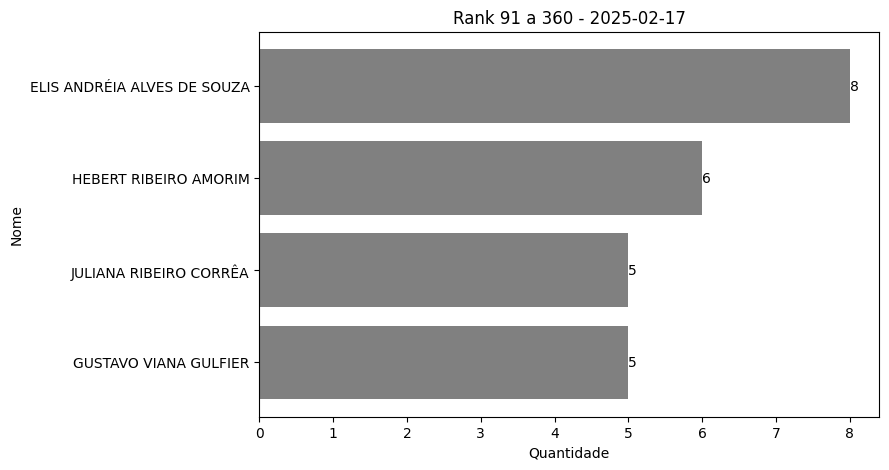 Rank 91 a 360 - 2025-02-17
Nome
ELIS ANDRÉIA ALVES DE SOUZA
8
HEBERT RIBEIRO AMORIM
6
JULIANA RIBEIRO CORRÊA
5
GUSTAVO VIANA GULFIER
5
0 1 2 3 4 5 6 7 8
Quantidade